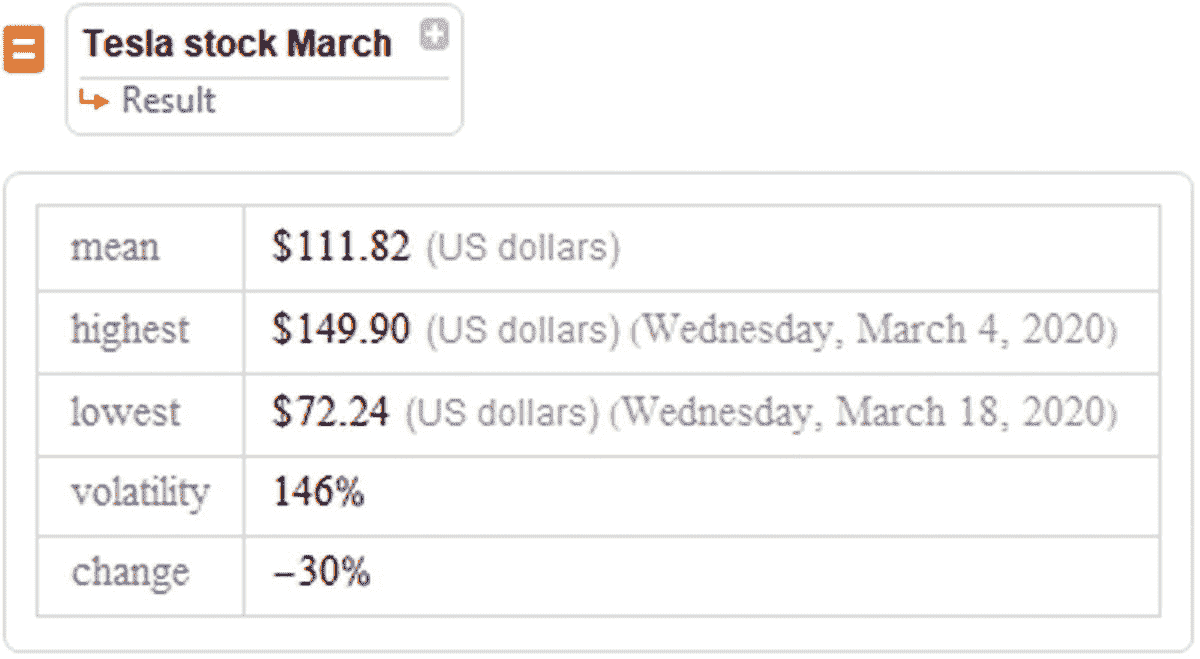 Tesla stock March
Result
mean $111.82 (US dollars)
highest $149.90 (US dollars) (Wednesday, March 4, 2020)
lowest $72.24 (US dollars) (Wednesday, March 18, 2020)
volatility 146%
change −30%